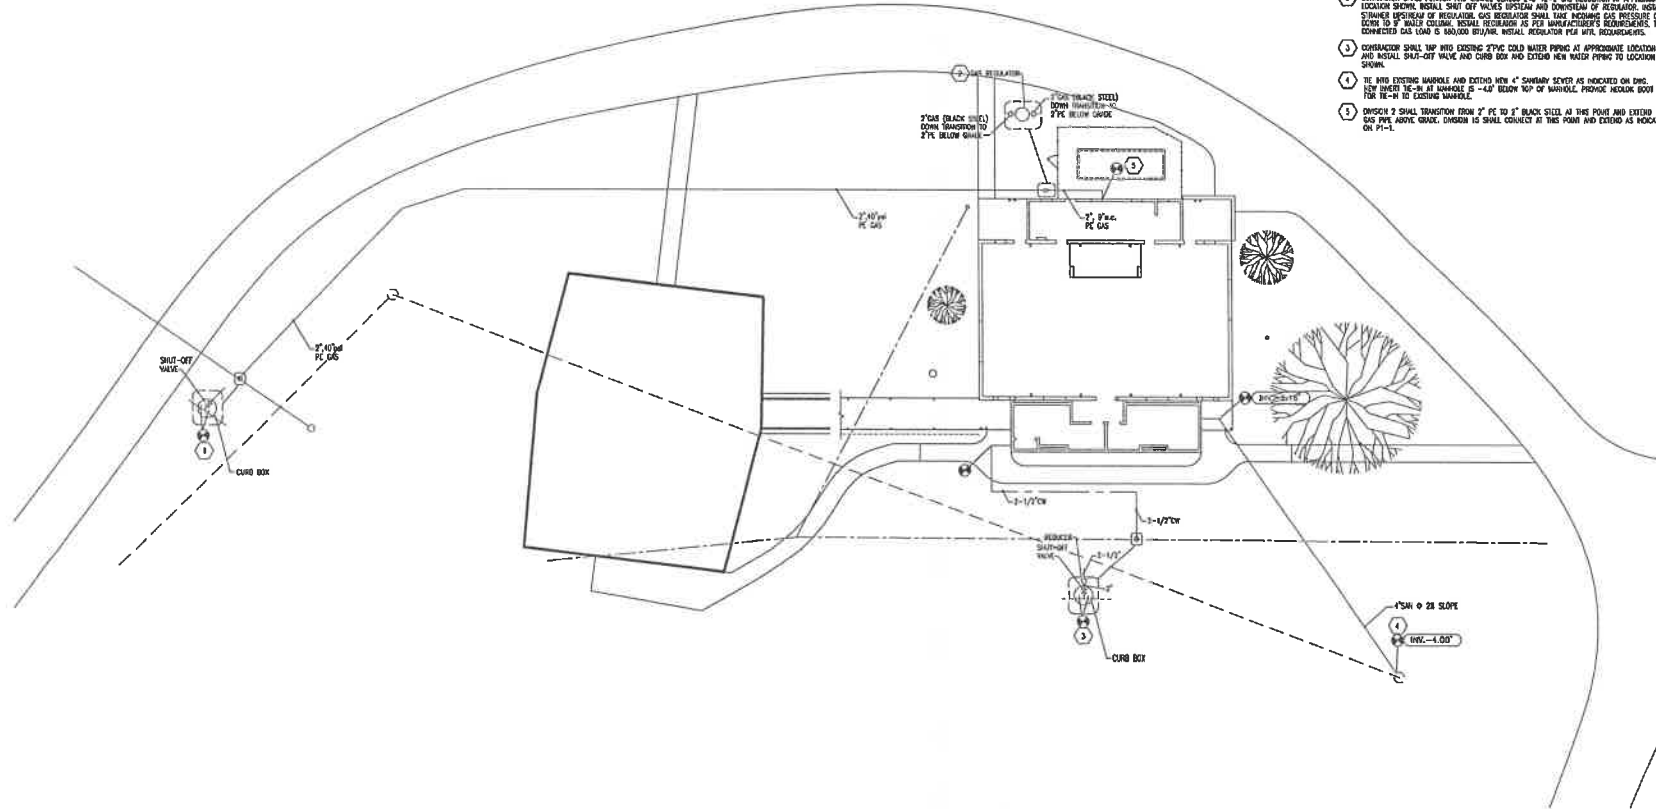 LOCATION SHOWN. INSTALL SHUT OFF VALVES UPSTEAM AND DOWNSTEAM OF REGULATOR.
STRAINER UPSTREAM OF REGULATOR. GAS REGULATOR SHALL TAKE INCOMING GAS PRESSURE
DOWN TO 9" WATER COLUMN. INSTALL REGULATOR AS PER MANUFACTURER'S REQUIREMENTS.
CONNECTED GAS LOAD IS BTU/HR. INSTALL REGULATOR PER MFR. REQUIREMENTS.
3 CONTRACTOR SHALL TAP INTO EXISTING 2"PVC COLD WATER PIPING AT APPROXIMATE LOCATION
AND INSTALL SHUT-OFF VALVE AND CURB BOX AND EXTEND NEW WATER PIPING TO LOCATION
SHOWN.
4 TIE INTO EXISTING MANHOLE AND EXTEND NEW 4" SANITARY SEWER AS INDICATED ON DWG.
NEW INVERT TIE-IN AT MANHOLE IS -4.0' BELOW TOP OF MANHOLE. PROVIDE BOOT
FOR TIE-IN TO EXISTING MANHOLE.
5 DIVISION 2 SHALL TRANSITION FROM 2" PE TO 2" BLACK STEEL AT THIS POINT AND EXTEND
GAS PIPE ABOVE GRADE. DIVISION 15 SHALL CONNECT AT THIS POINT AND EXTEND AS
ON P1-1.
2 GAS REGULATOR
2"GAS (BLACK STEEL)
DOWN TRANSITION TO
2"PE BELOW GRADE
2"GAS (BLACK STEEL)
DOWN TRANSITION TO
2"PE BELOW GRADE
5
2", 9"w.c.
PE GAS
2",40"psi
PE GAS
2",40"psi
PE GAS
SHUT-OFF
VALVE
1
CURB BOX
2-1/2"CW
2-1/2"CW
REDUCER
SHUT-OFF
VALVE
2-1/2"
2"
3
CURB BOX
4"SAN @ 2% SLOPE
4
INV.-4.00'